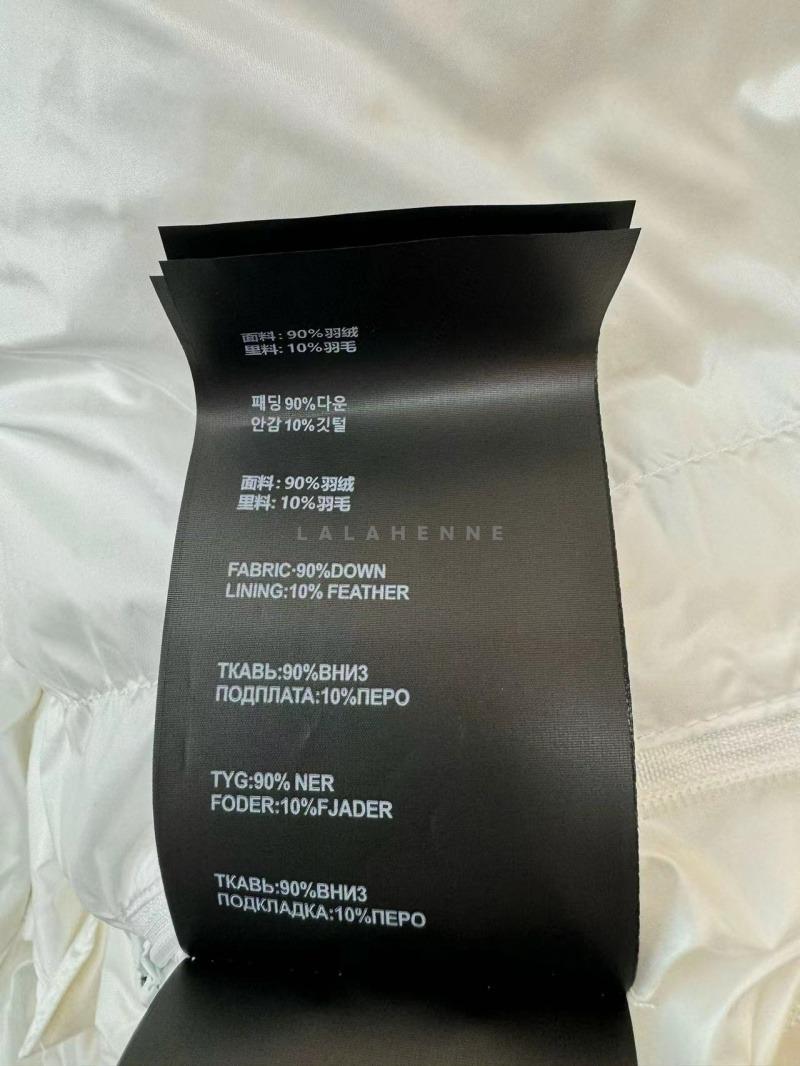 面料: 90%羽绒
里料: 10%羽毛
패딩 90%다운
안감 10%깃털
面料: 90%羽绒
里料: 10%羽毛
LALAHENNE
FABRIC·90%DOWN
LINING:10% FEATHER
ТКАВЬ:90%ВНИЗ
ПОДПЛАТА:10%ПЕРО
TYG:90% NER
FODER:10%FJADER
ТКАВЬ:90%ВНИЗ
ПОДКЛАДКА:10%ПЕРО